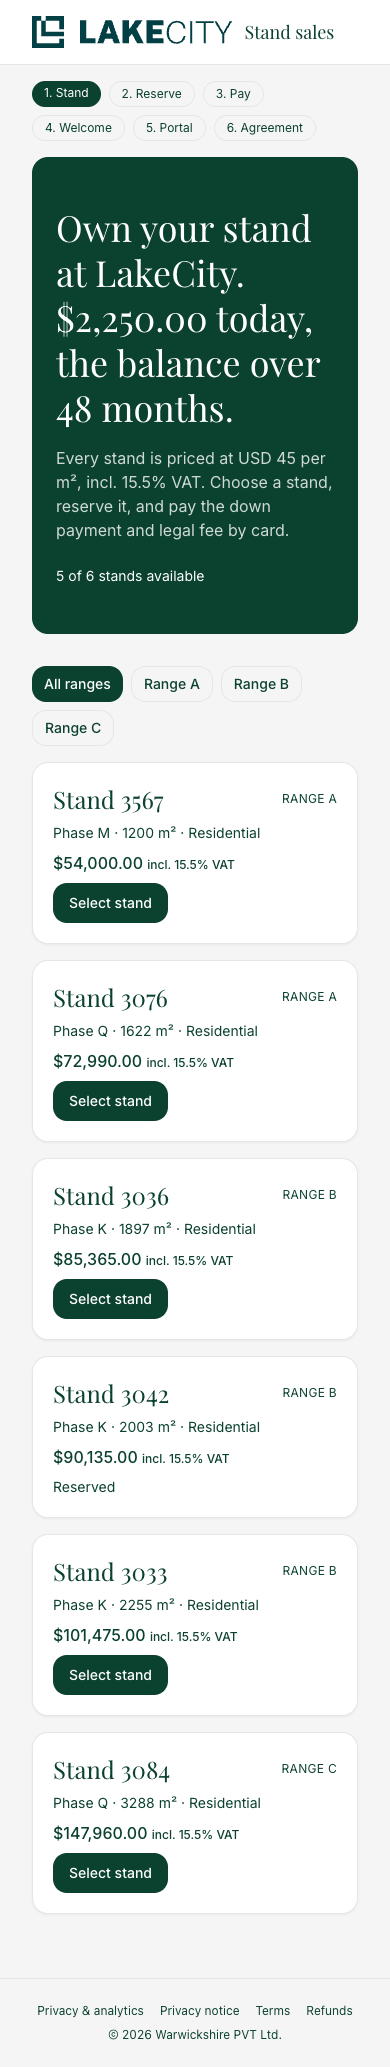 LAKECITY Stand sales
1. Stand 2. Reserve 3. Pay
4. Welcome 5. Portal 6. Agreement
Own your stand
at LakeCity.
$2,250.00 today,
the balance over
48 months.
Every stand is priced at USD 45 per
m², incl. 15.5% VAT. Choose a stand,
reserve it, and pay the down
payment and legal fee by card.
5 of 6 stands available
All ranges Range A Range B
Range C
Stand 3567 RANGE A
Phase M · 1200 m² · Residential
$54,000.00 incl. 15.5% VAT
Select stand
Stand 3076 RANGE A
Phase Q · 1622 m² · Residential
$72,990.00 incl. 15.5% VAT
Select stand
Stand 3036 RANGE B
Phase K · 1897 m² · Residential
$85,365.00 incl. 15.5% VAT
Select stand
Stand 3042 RANGE B
Phase K · 2003 m² · Residential
$90,135.00 incl. 15.5% VAT
Reserved
Stand 3033 RANGE B
Phase K · 2255 m² · Residential
$101,475.00 incl. 15.5% VAT
Select stand
Stand 3084 RANGE C
Phase Q · 3288 m² · Residential
$147,960.00 incl. 15.5% VAT
Select stand
Privacy & analytics Privacy notice Terms Refunds
© 2026 Warwickshire PVT Ltd.